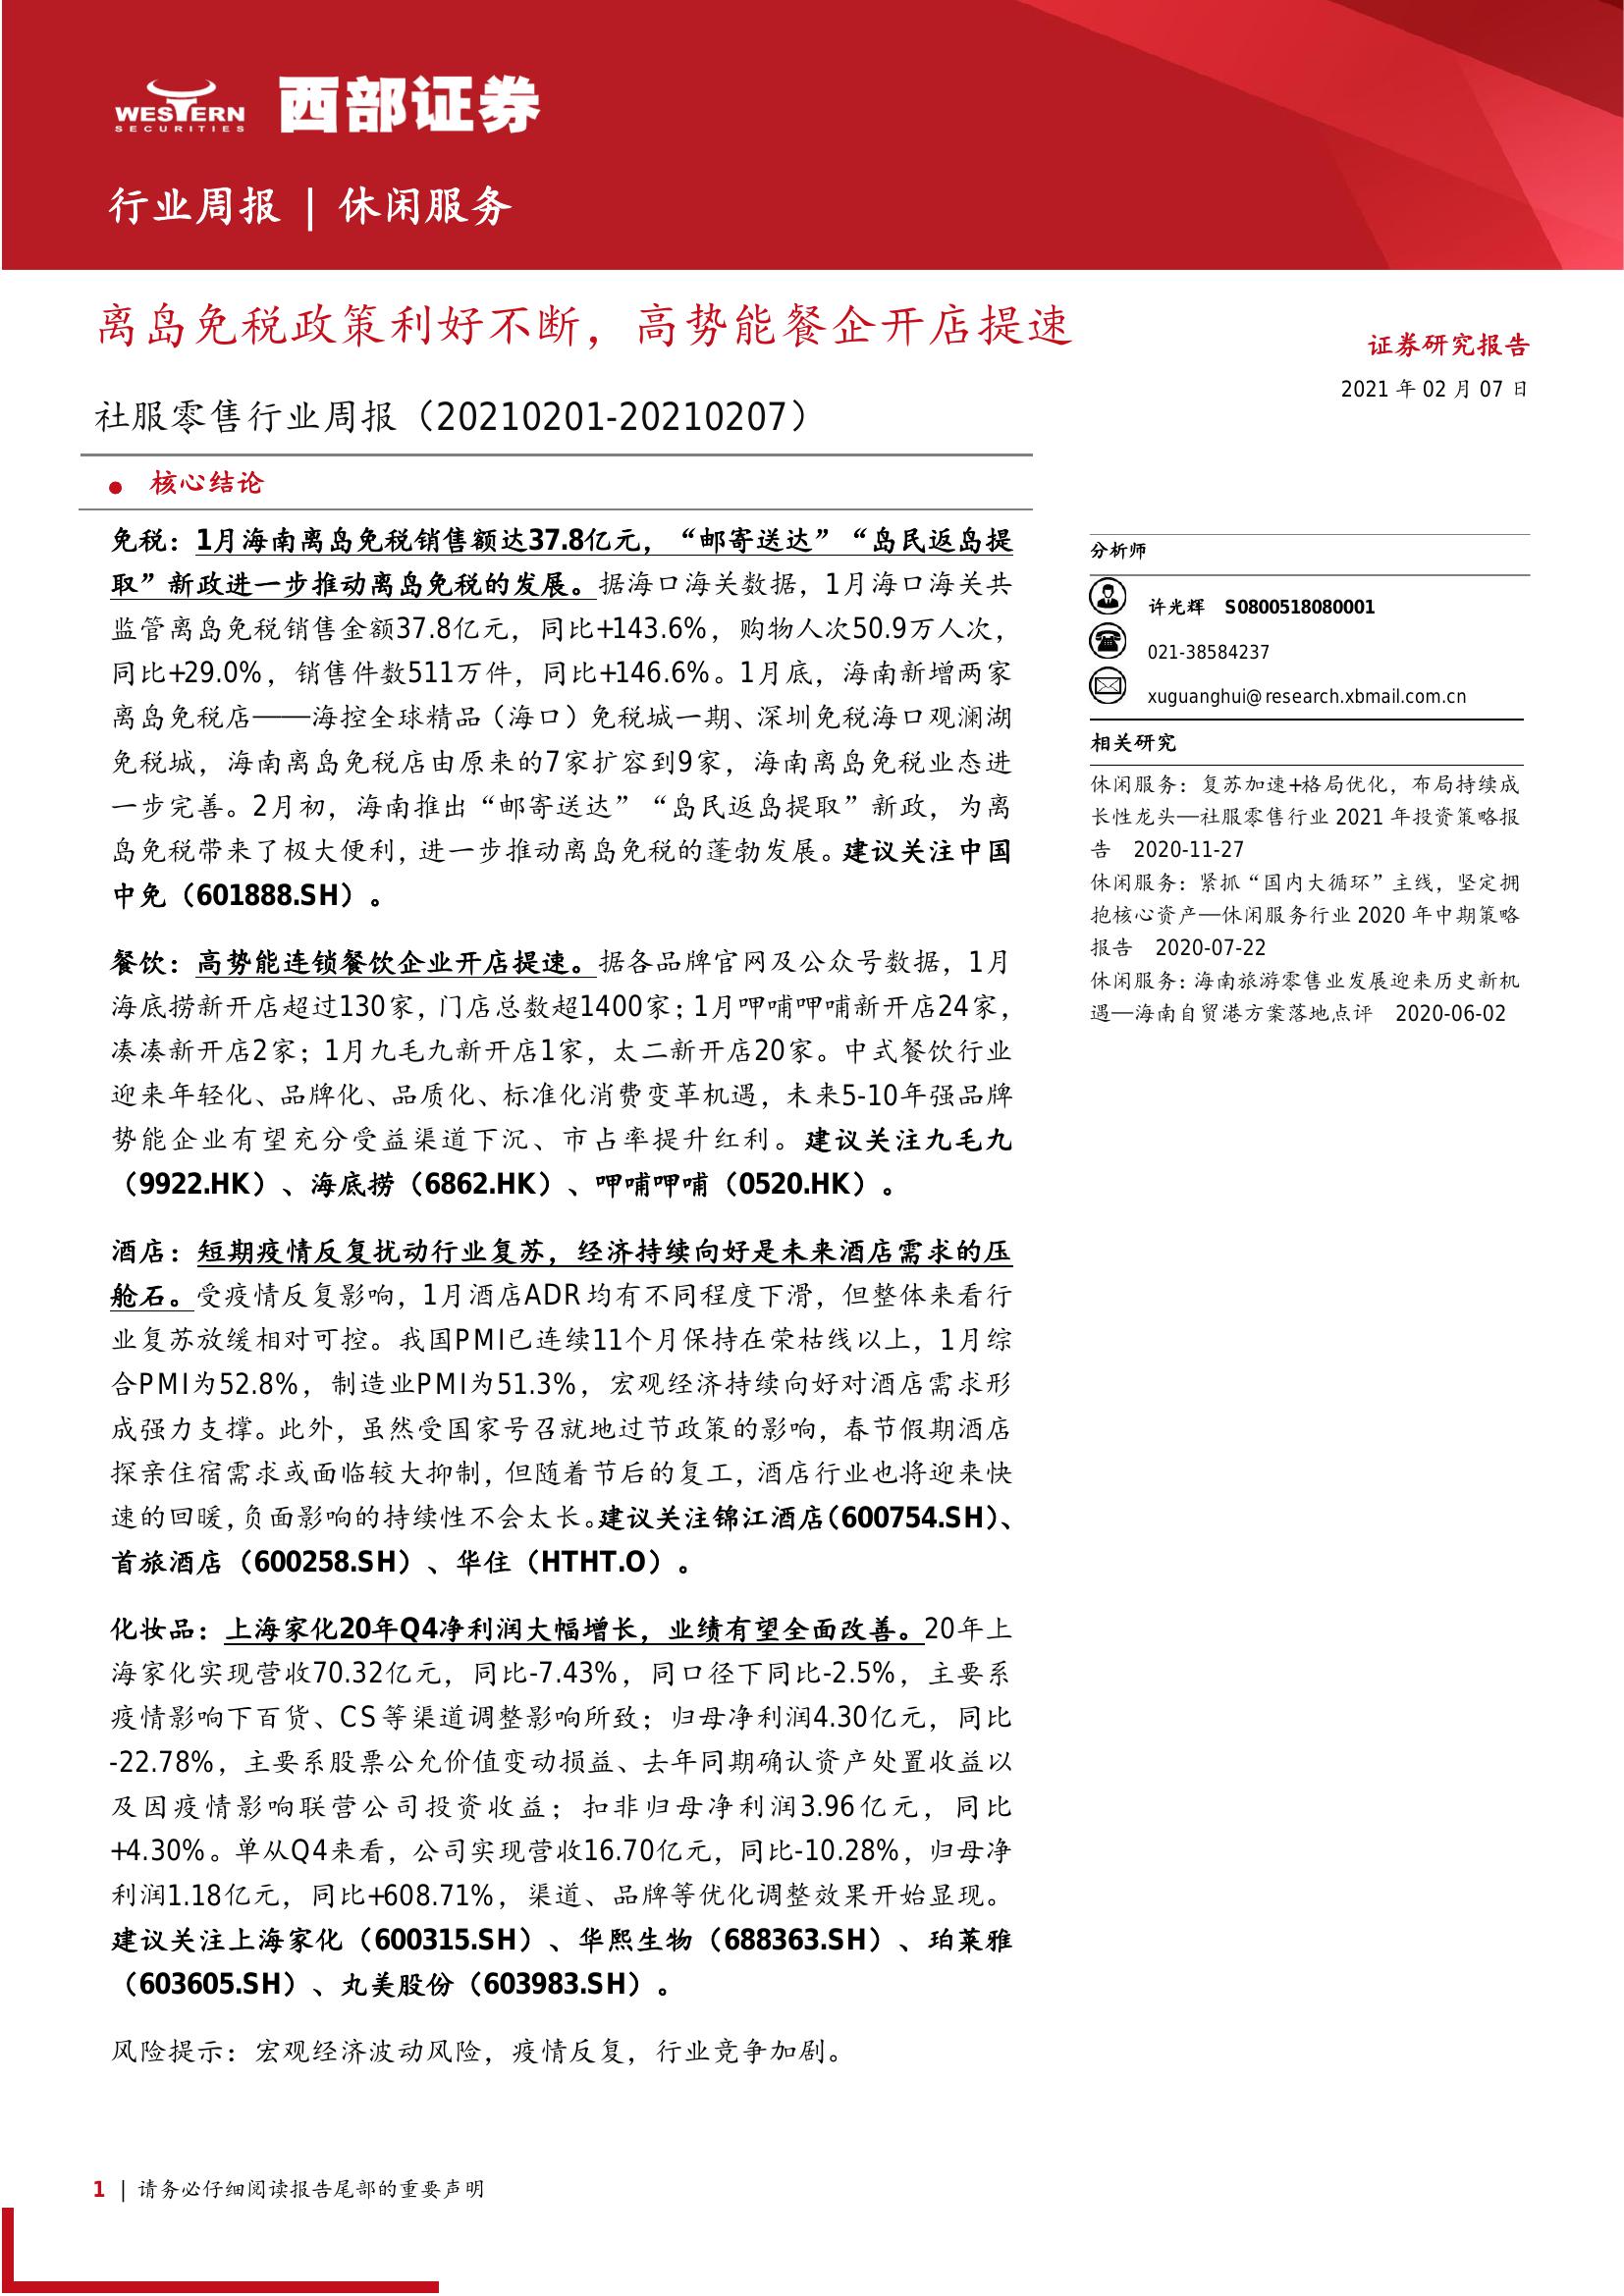 WESTERN
SECURITIES
西部证券
行业周报 | 休闲服务
离岛免税政策利好不断，高势能餐企开店提速
社服零售行业周报（20210201-20210207）
证券研究报告
2021 年 02 月 07 日
● 核心结论
免税：1月海南离岛免税销售额达37.8亿元，“邮寄送达”“岛民返岛提
取”新政进一步推动离岛免税的发展。据海口海关数据，1月海口海关共
监管离岛免税销售金额37.8亿元，同比+143.6%，购物人次50.9万人次，
同比+29.0%，销售件数511万件，同比+146.6%。1月底，海南新增两家
离岛免税店——海控全球精品（海口）免税城一期、深圳免税海口观澜湖
免税城，海南离岛免税店由原来的7家扩容到9家，海南离岛免税业态进
一步完善。2月初，海南推出“邮寄送达”“岛民返岛提取”新政，为离
岛免税带来了极大便利，进一步推动离岛免税的蓬勃发展。建议关注中国
中免（601888.SH）。
餐饮：高势能连锁餐饮企业开店提速。据各品牌官网及公众号数据，1月
海底捞新开店超过130家，门店总数超1400家；1月呷哺呷哺新开店24家，
凑凑新开店2家；1月九毛九新开店1家，太二新开店20家。中式餐饮行业
迎来年轻化、品牌化、品质化、标准化消费变革机遇，未来5-10年强品牌
势能企业有望充分受益渠道下沉、市占率提升红利。建议关注九毛九
（9922.HK）、海底捞（6862.HK）、呷哺呷哺（0520.HK）。
酒店：短期疫情反复扰动行业复苏，经济持续向好是未来酒店需求的压
舱石。受疫情反复影响，1月酒店ADR均有不同程度下滑，但整体来看行
业复苏放缓相对可控。我国PMI已连续11个月保持在荣枯线以上，1月综
合PMI为52.8%，制造业PMI为51.3%，宏观经济持续向好对酒店需求形
成强力支撑。此外，虽然受国家号召就地过节政策的影响，春节假期酒店
探亲住宿需求或面临较大抑制，但随着节后的复工，酒店行业也将迎来快
速的回暖，负面影响的持续性不会太长。建议关注锦江酒店（600754.SH）、
首旅酒店（600258.SH）、华住（HTHT.O）。
化妆品：上海家化20年Q4净利润大幅增长，业绩有望全面改善。20年上
海家化实现营收70.32亿元，同比-7.43%，同口径下同比-2.5%，主要系
疫情影响下百货、CS等渠道调整影响所致；归母净利润4.30亿元，同比
-22.78%，主要系股票公允价值变动损益、去年同期确认资产处置收益以
及因疫情影响联营公司投资收益；扣非归母净利润3.96亿元，同比
+4.30%。单从Q4来看，公司实现营收16.70亿元，同比-10.28%，归母净
利润1.18亿元，同比+608.71%，渠道、品牌等优化调整效果开始显现。
建议关注上海家化（600315.SH）、华熙生物（688363.SH）、珀莱雅
（603605.SH）、丸美股份（603983.SH）。
风险提示：宏观经济波动风险，疫情反复，行业竞争加剧。
分析师
许光辉 S0800518080001
021-38584237
xuguanghui@research.xbmail.com.cn
相关研究
休闲服务：复苏加速+格局优化，布局持续成
长性龙头—社服零售行业 2021 年投资策略报
告 2020-11-27
休闲服务：紧抓“国内大循环”主线，坚定拥
抱核心资产—休闲服务行业 2020 年中期策略
报告 2020-07-22
休闲服务：海南旅游零售业发展迎来历史新机
遇—海南自贸港方案落地点评 2020-06-02
1 | 请务必仔细阅读报告尾部的重要声明